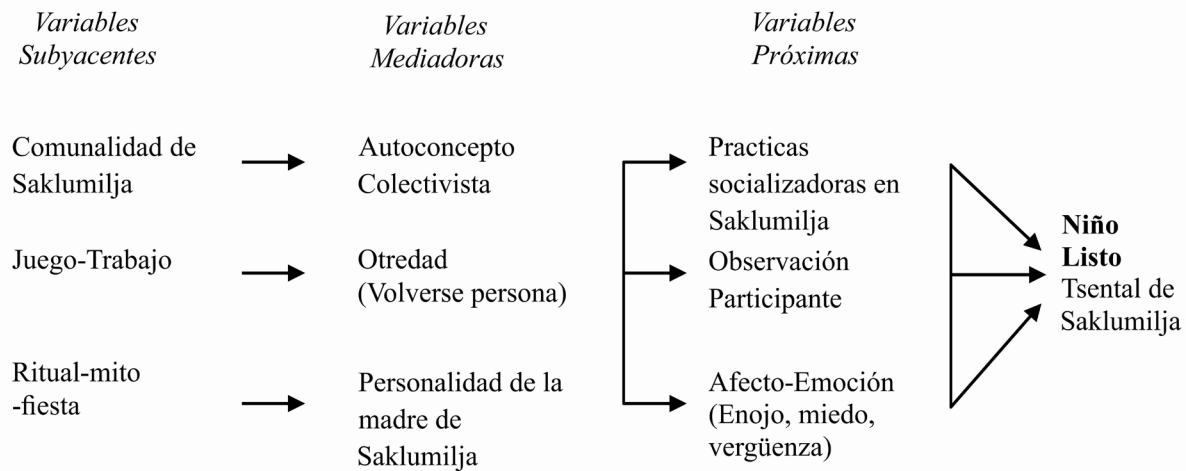 Variables
Subyacentes
Variables
Mediadoras
Variables
Próximas
Comunalidad de
Saklumilja
Autoconcepto
Colectivista
Practicas
socializadoras en
Saklumilja
Juego-Trabajo
Otredad
(Volverse persona)
Observación
Participante
Niño
Listo
Tsental de
Saklumilja
Ritual-mito
-fiesta
Personalidad de la
madre de
Saklumilja
Afecto-Emoción
(Enojo, miedo,
vergüenza)